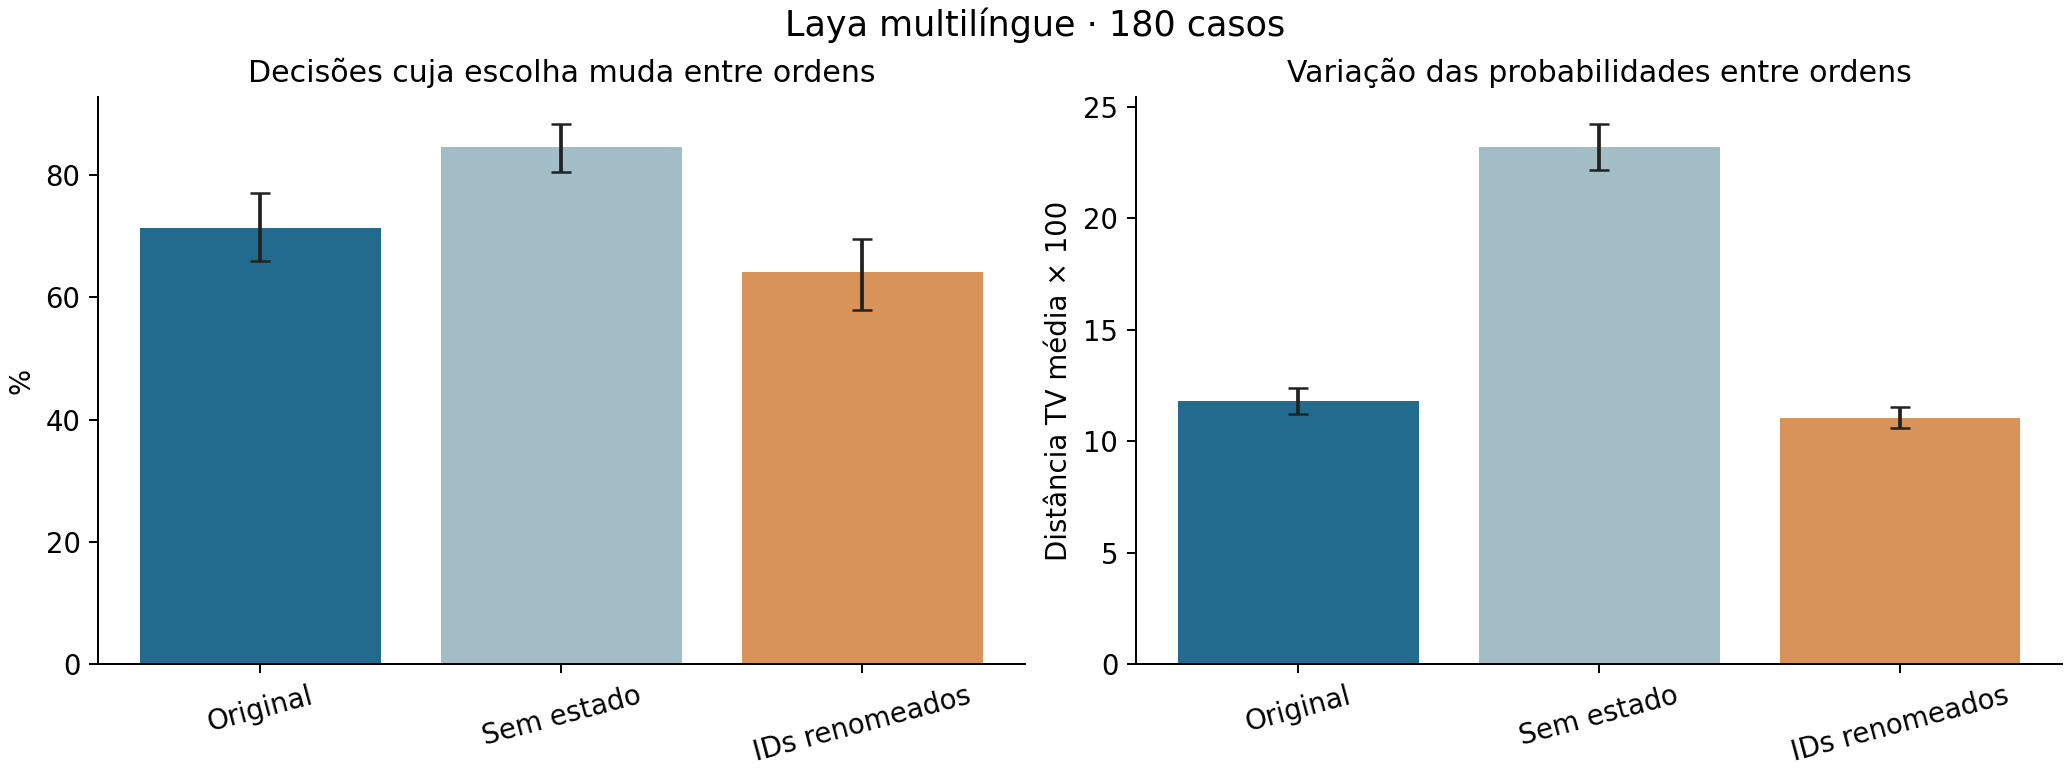 Laya multilíngue · 180 casos
Decisões cuja escolha muda entre ordens
%
80
60
40
20
0
Original
Sem estado
IDs renomeados
Variação das probabilidades entre ordens
Distância TV média × 100
25
20
15
10
5
0
Original
Sem estado
IDs renomeados